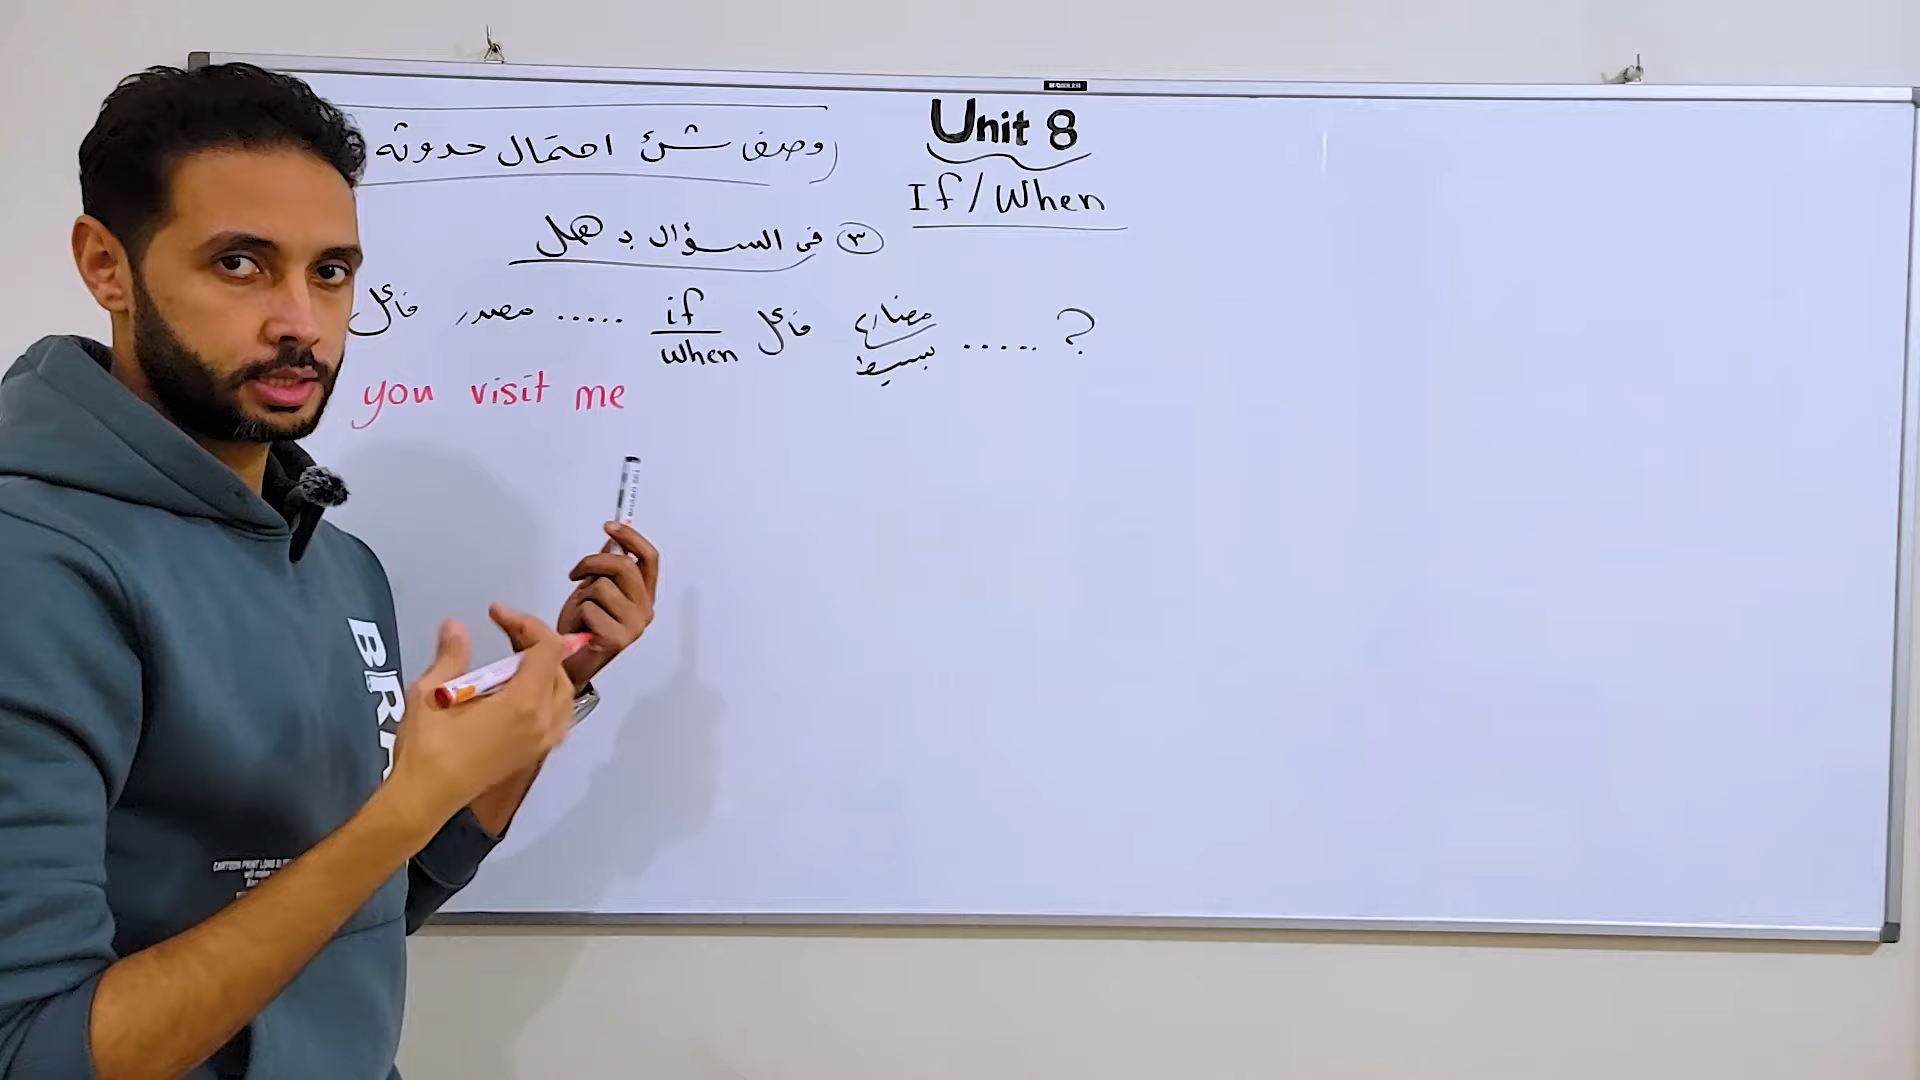 Unit 8
If / When
وصف شئ احتمال حدوثه
٣ فى السؤال بـ هل
فاعل مصدر ..... if / when فاعل مضارع بسيط ..... ?
you visit me